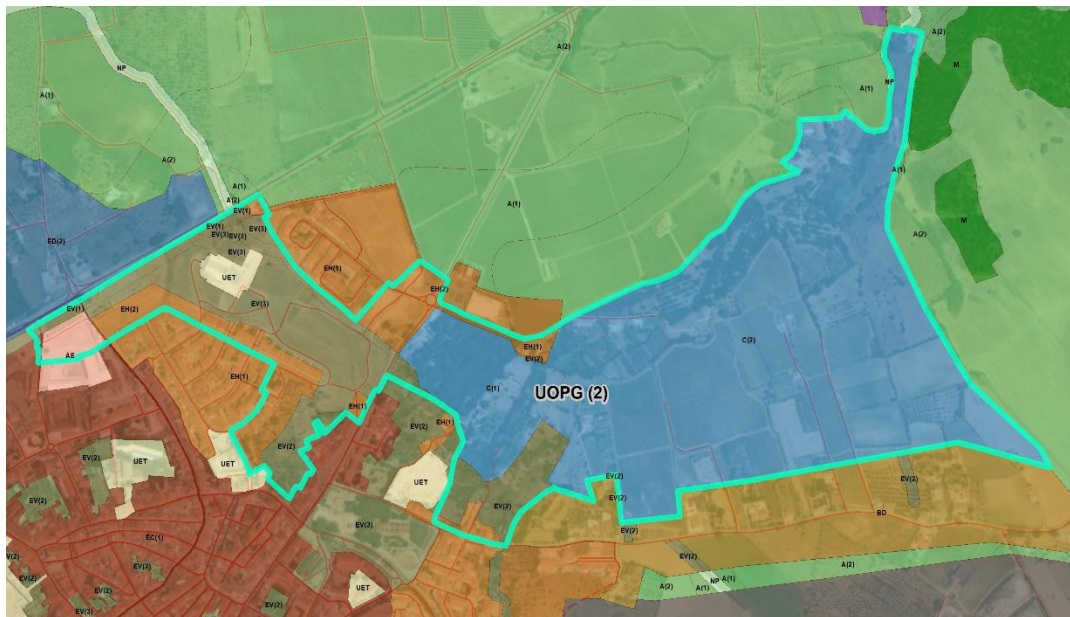 A(2)
A(2)
M
NP
NP
A(1)
A(1)
A(2)
A(1)
A(1)
A(2)
A(1)
A(2)
M
EV(1)
EV(1)
EV(3)
EV(3)
EV(2)
A(2)
ED(2)
EV(3)
EH(1)
UET
EH(2)
EV(3)
EV(1)
EH(2)
C(2)
EH(1)
AE
EV(2)
EH(1)
C(1)
UOPG (2)
EH(1)
EH(1)
EV(2)
EV(2)
EV(2)
UET
UET
EV(2)
EV(2)
UET
EV(2)
EV(2)
EV(2)
BD
EV(3)
EV(2)
EC(1)
V(2)
EV(2)
EV(2)
A(2)
EV(2)
NP
A(1)
A(2)
A(1)
UET
EV(2)
EV(2)
EV(3)